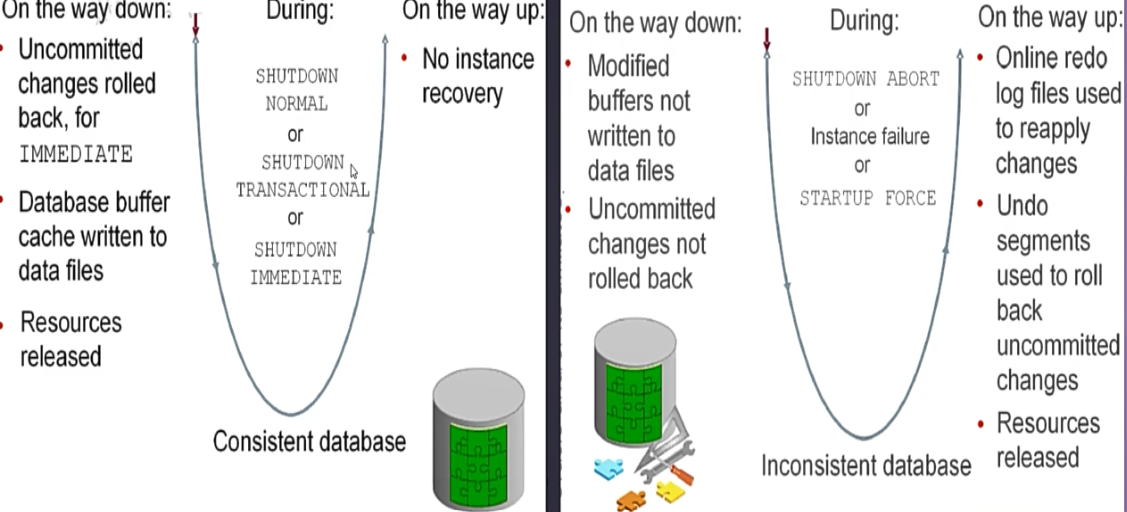 On the way down:
• Uncommitted
changes rolled
back, for
IMMEDIATE
• Database buffer
cache written to
data files
• Resources
released
During:
SHUTDOWN
NORMAL
or
SHUTDOWN
TRANSACTIONAL
or
SHUTDOWN
IMMEDIATE
On the way up:
• No instance
recovery
Consistent database
On the way down:
• Modified
buffers not
written to
data files
• Uncommitted
changes not
rolled back
During:
SHUTDOWN ABORT
or
Instance failure
or
STARTUP FORCE
On the way up:
• Online redo
log files used
to reapply
changes
• Undo
segments
used to roll
back
uncommitted
changes
• Resources
released
Inconsistent database